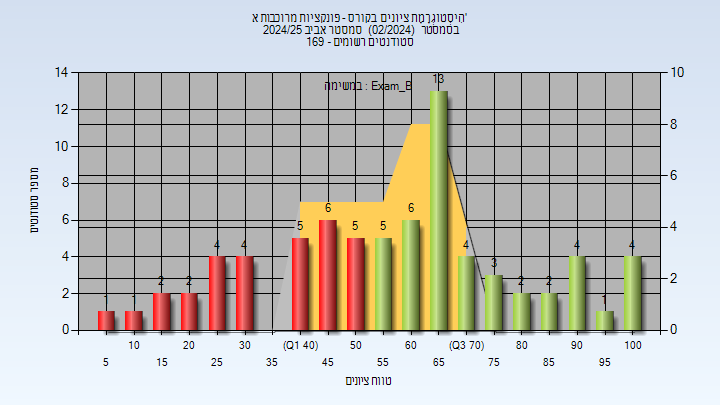 'הִיסְטוֹגְרַמַּת ציונים בקורס - פונקציות מרוכבות א
בסמסטר (02/2024) סמסטר אביב 2024/25
סטודנטים רשומים - 169
במשימה : Exam_B
מספר סטודנטים
14 12 10 8 6 4 2 0
10 8 6 4 2 0
1 1 2 2 4 4 5 6 5 5 6 13 4 3 2 2 4 1 4
10 20 30 (Q1 40) 50 60 (Q3 70) 80 90 100
5 15 25 35 45 55 65 75 85 95
טווח ציונים